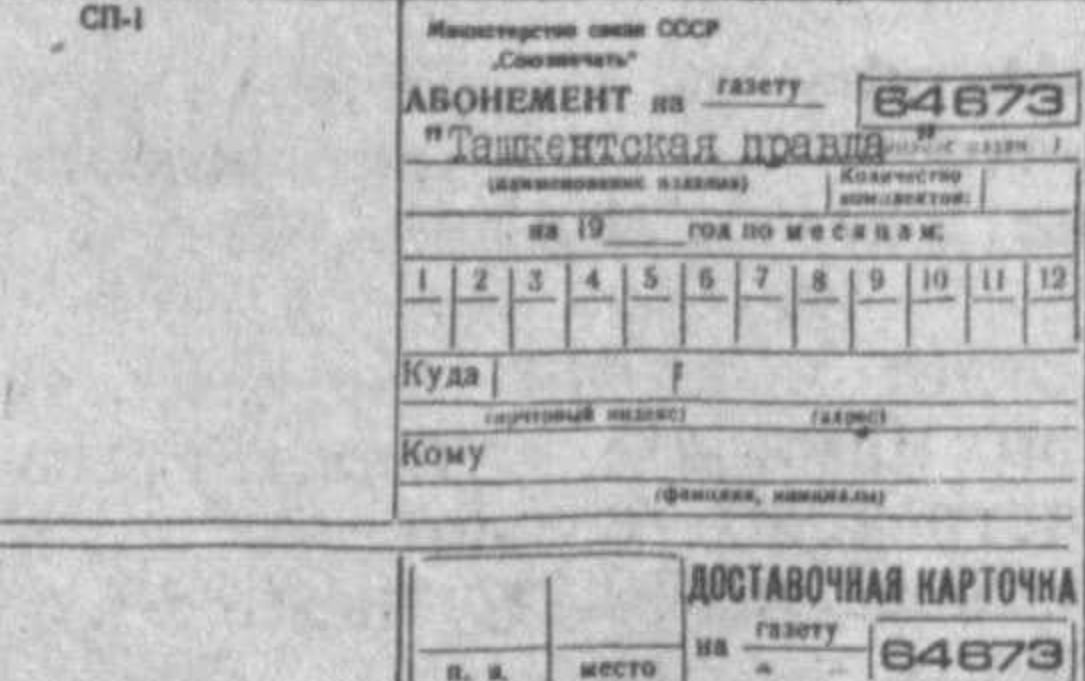 СП-1
Министерство связи СССР
„Союзпечать"
АБОНЕМЕНТ на газету 64673
"Ташкентская правда"
(наименование издания) Количество комплектов:
на 19 год по месяцам:
1 2 3 4 5 6 7 8 9 10 11 12
Куда
(почтовый индекс) (адрес)
Кому
(фамилия, инициалы)
ДОСТАВОЧНАЯ КАРТОЧКА
на газету 64673
п. в. место